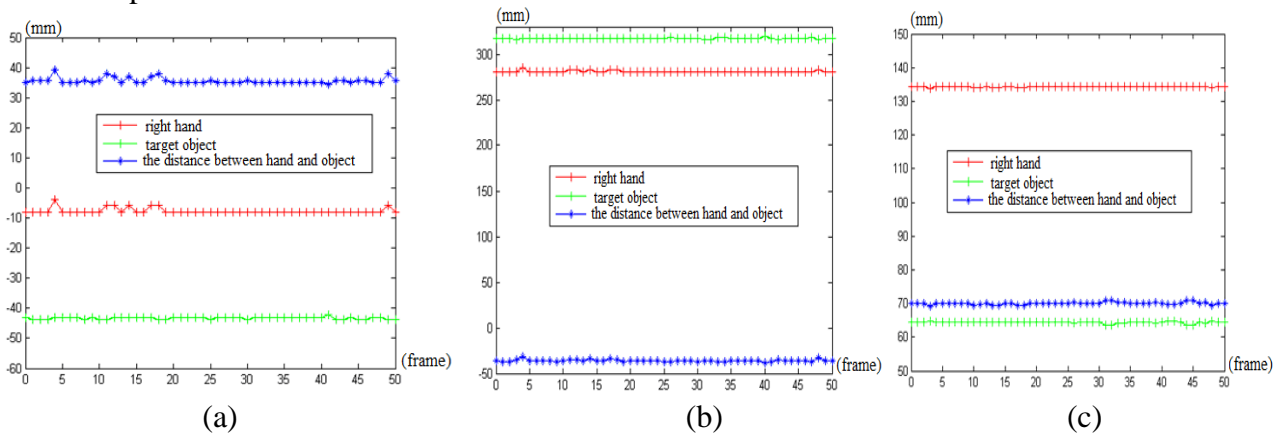 (mm)
50
40
30
20
10
0
-10
-20
-30
-40
-50
-60
right hand
target object
the distance between hand and object
0 5 10 15 20 25 30 35 40 45 50
(frame)
(a)
(mm)
300
250
200
150
100
50
0
-50
right hand
target object
the distance between hand and object
0 5 10 15 20 25 30 35 40 45 50
(frame)
(b)
(mm)
150
140
130
120
110
100
90
80
70
60
50
right hand
target object
the distance between hand and object
0 5 10 15 20 25 30 35 40 45 50
(frame)
(c)